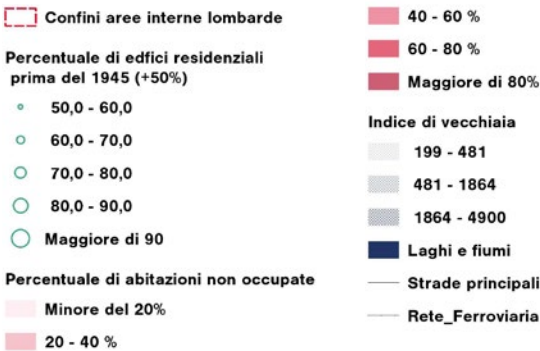 Confini aree interne lombarde
Percentuale di edfici residenziali
prima del 1945 (+50%)
50,0 - 60,0
60,0 - 70,0
70,0 - 80,0
80,0 - 90,0
Maggiore di 90
Percentuale di abitazioni non occupate
Minore del 20%
20 - 40 %
40 - 60 %
60 - 80 %
Maggiore di 80%
Indice di vecchiaia
199 - 481
481 - 1864
1864 - 4900
Laghi e fiumi
Strade principali
Rete_Ferroviaria